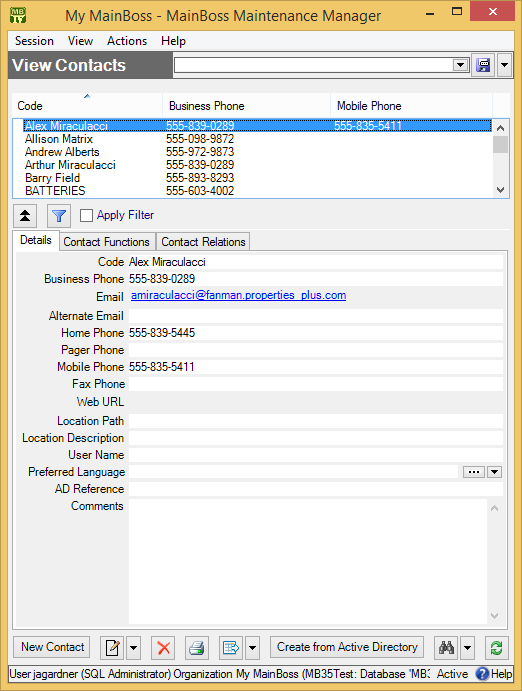 MB
My MainBoss - MainBoss Maintenance Manager
Session View Actions Help
View Contacts
Code Business Phone Mobile Phone
Alex Miraculacci 555-839-0289 555-835-5411
Allison Matrix 555-098-9872
Andrew Alberts 555-972-9873
Arthur Miraculacci 555-839-0289
Barry Field 555-893-8293
BATTERIES 555-603-4002
Apply Filter
Details Contact Functions Contact Relations
Code Alex Miraculacci
Business Phone 555-839-0289
Email amiraculacci@fanman.properties_plus.com
Alternate Email
Home Phone 555-839-5445
Pager Phone
Mobile Phone 555-835-5411
Fax Phone
Web URL
Location Path
Location Description
User Name
Preferred Language ...
AD Reference
Comments
New Contact Create from Active Directory
User jagardner (SQL Administrator) Organization My MainBoss (MB35Test: Database 'MB3 Active Help